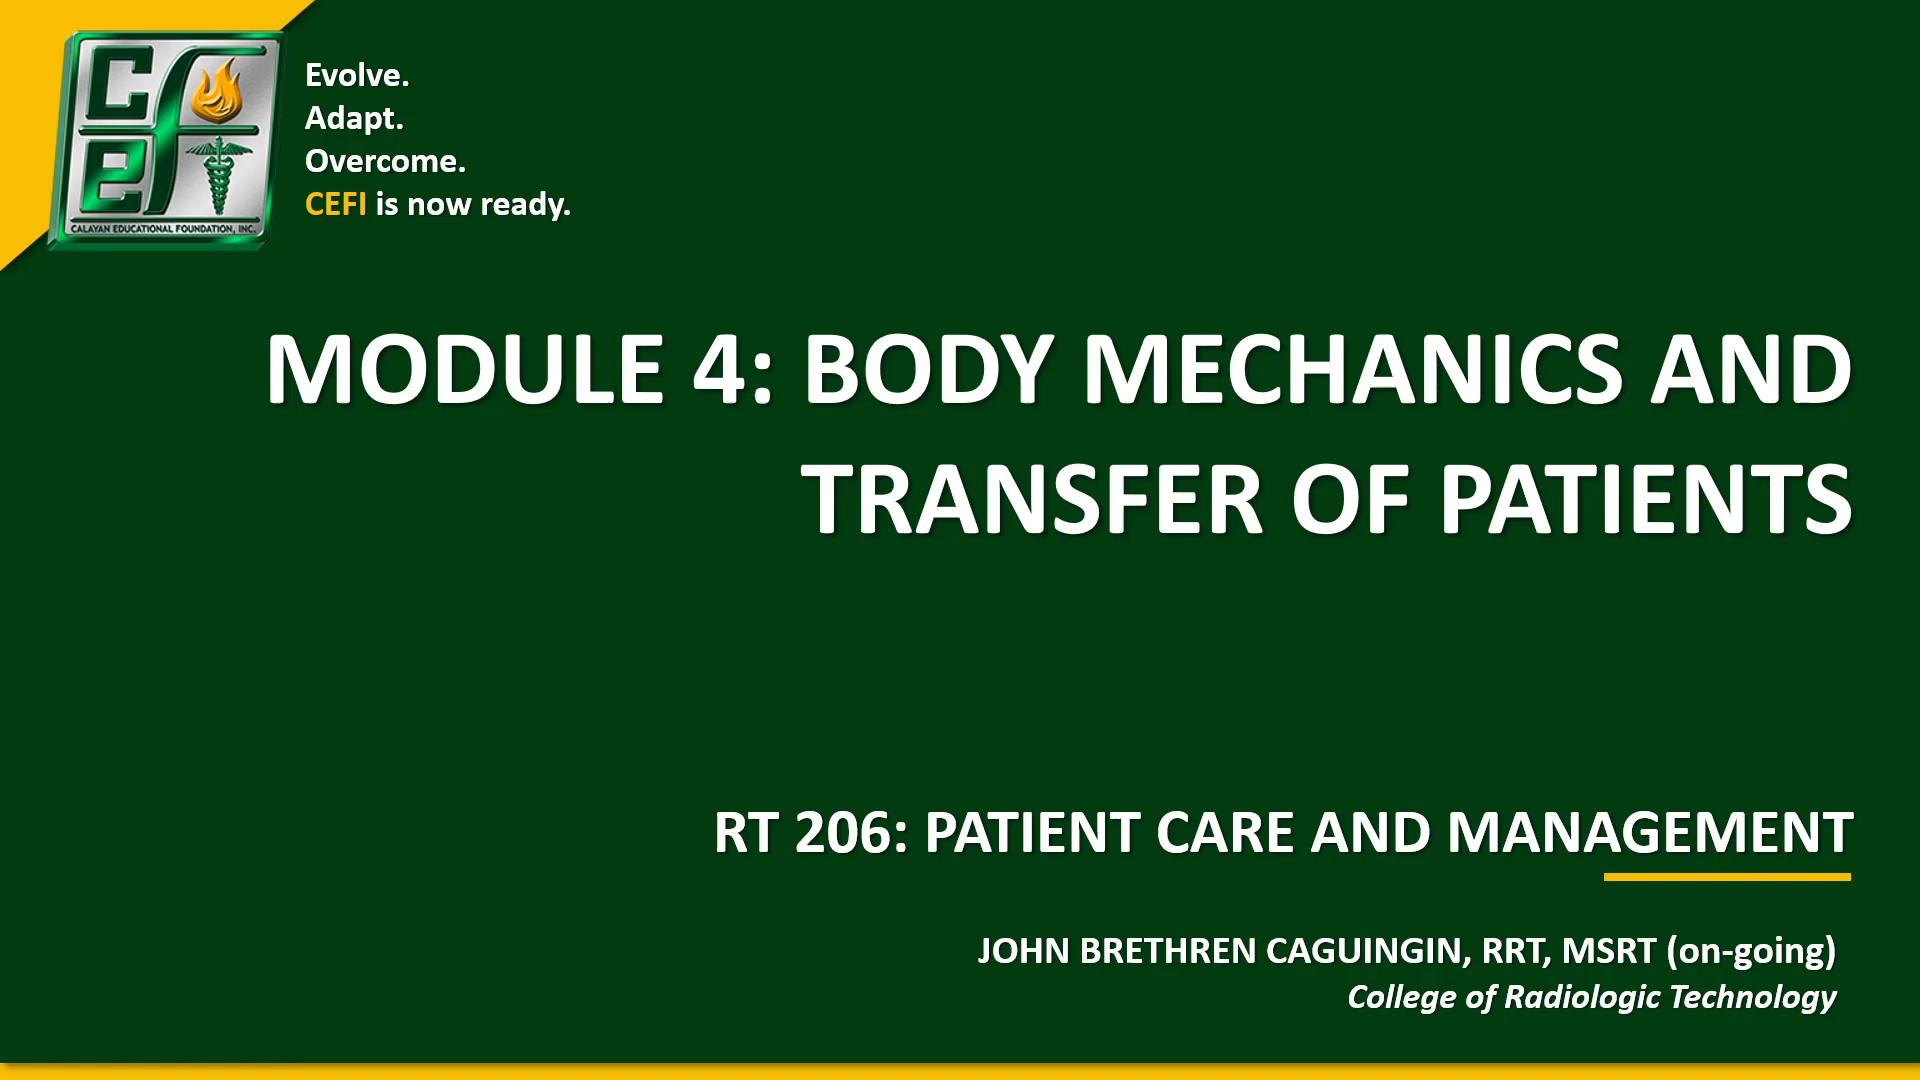 CFE
CALAYAN EDUCATIONAL FOUNDATION, INC.
Evolve.
Adapt.
Overcome.
CEFI is now ready.
MODULE 4: BODY MECHANICS AND
TRANSFER OF PATIENTS
RT 206: PATIENT CARE AND MANAGEMENT
JOHN BRETHREN CAGUINGIN, RRT, MSRT (on-going)
College of Radiologic Technology